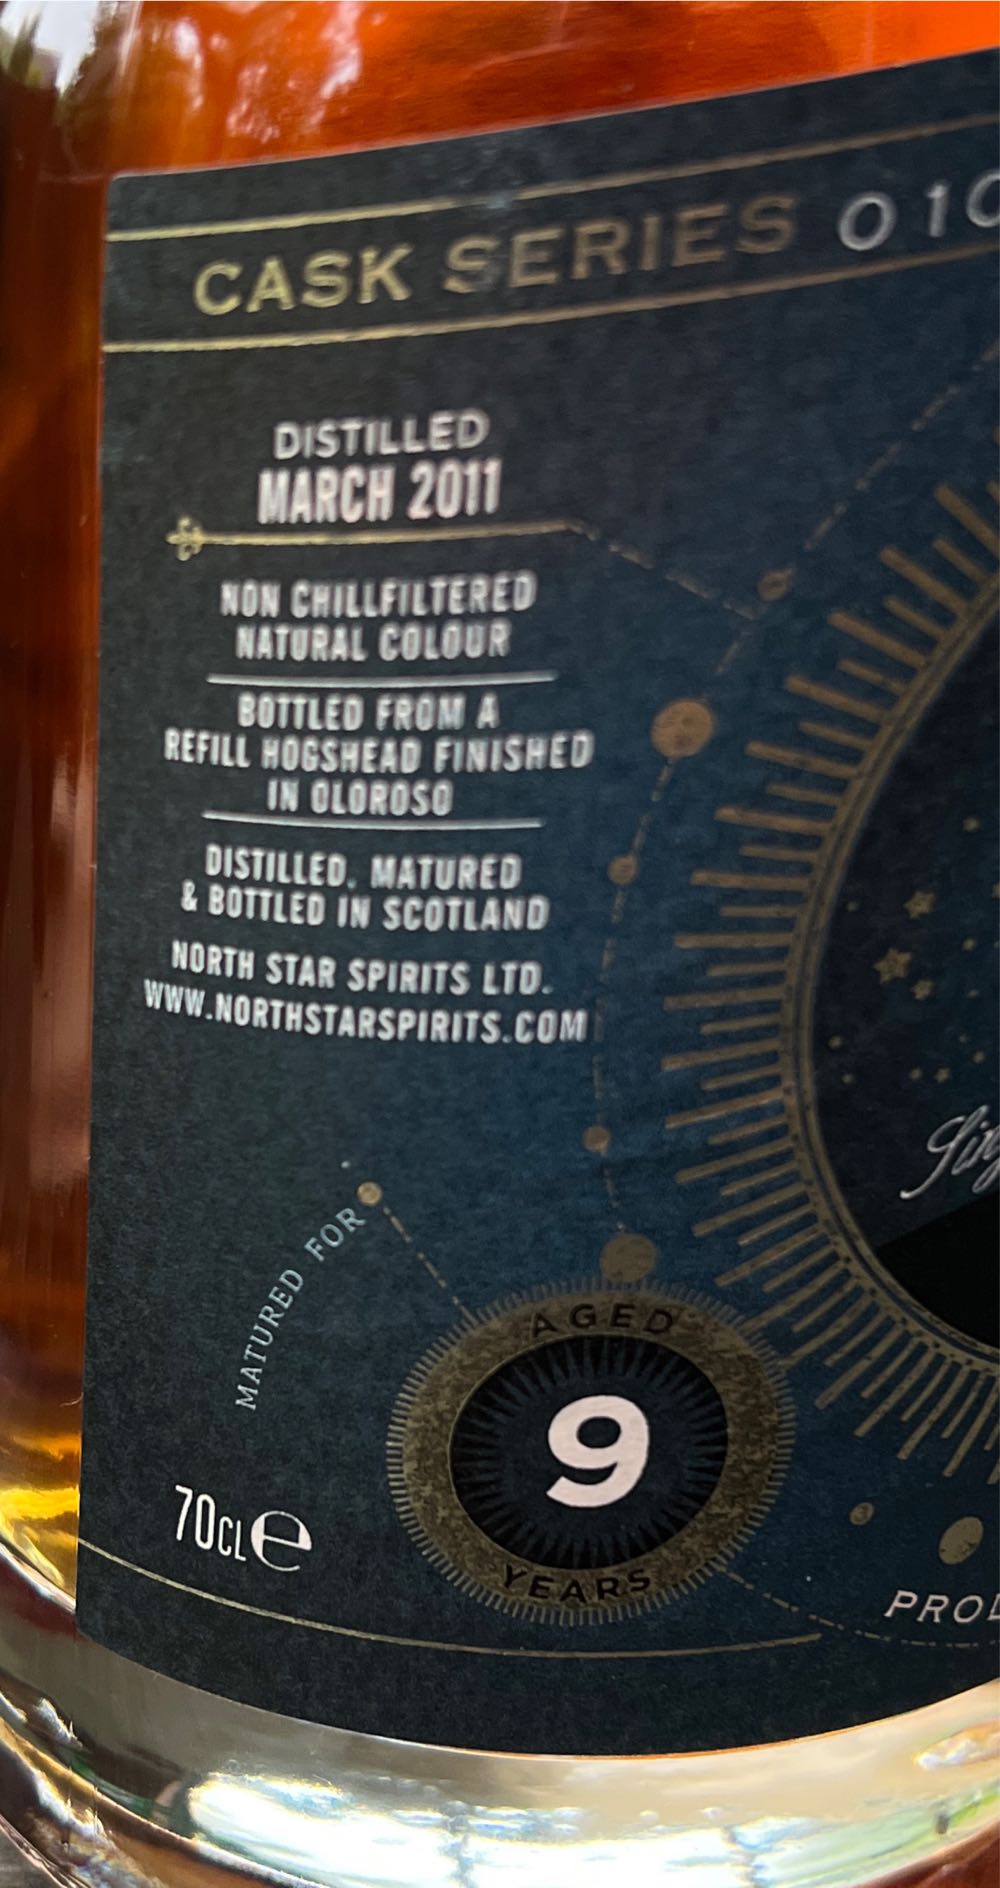 CASK SERIES 010
DISTILLED
MARCH 2011
NON CHILLFILTERED
NATURAL COLOUR
BOTTLED FROM A
REFILL HOGSHEAD FINISHED
IN OLOROSO
DISTILLED, MATURED
& BOTTLED IN SCOTLAND
NORTH STAR SPIRITS LTD.
WWW.NORTHSTARSPIRITS.COM
MATURED FOR
AGED
9
YEARS
70CL e